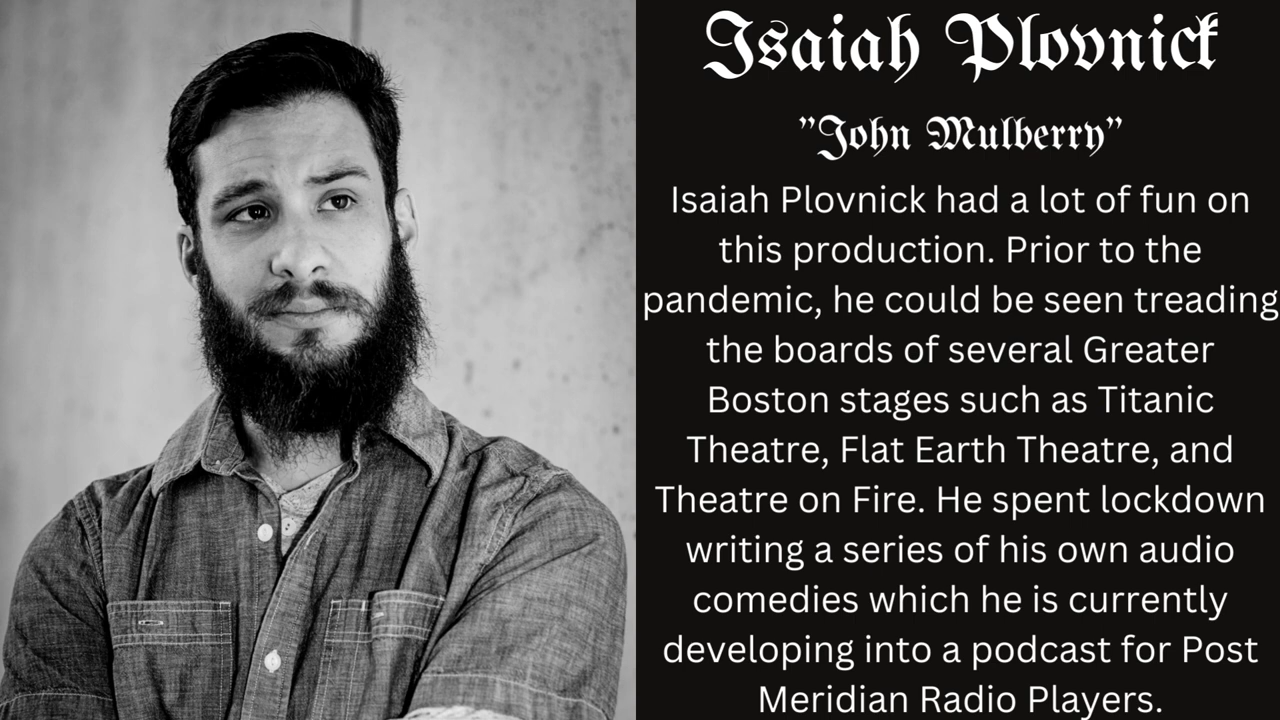 Isaiah Plovnick
"John Mulberry"
Isaiah Plovnick had a lot of fun on
this production. Prior to the
pandemic, he could be seen treading
the boards of several Greater
Boston stages such as Titanic
Theatre, Flat Earth Theatre, and
Theatre on Fire. He spent lockdown
writing a series of his own audio
comedies which he is currently
developing into a podcast for Post
Meridian Radio Players.